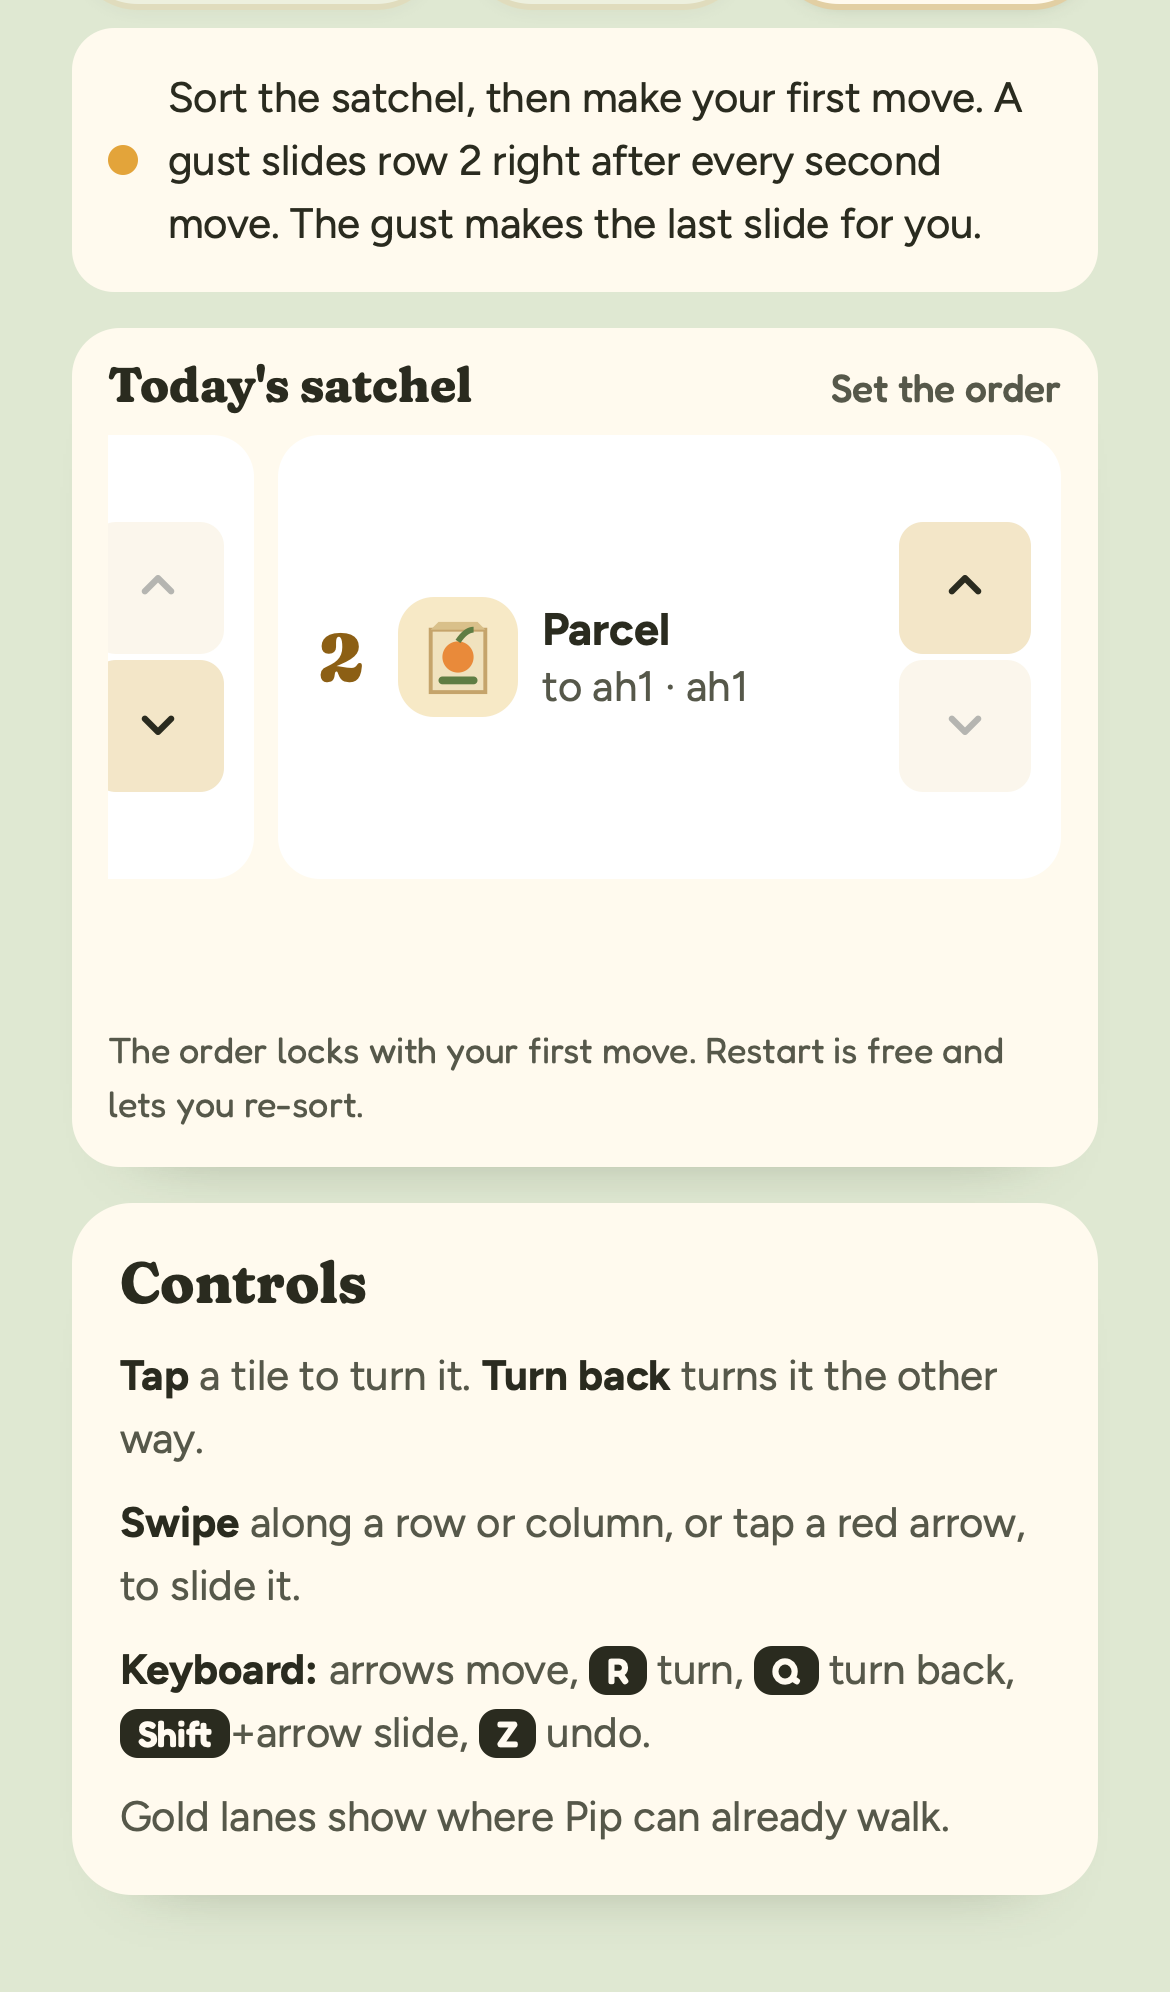 Sort the satchel, then make your first move. A
gust slides row 2 right after every second
move. The gust makes the last slide for you.
Today's satchel
Set the order
2
Parcel
to ah1 · ah1
The order locks with your first move. Restart is free and
lets you re-sort.
Controls
Tap a tile to turn it. Turn back turns it the other
way.
Swipe along a row or column, or tap a red arrow,
to slide it.
Keyboard: arrows move, R turn, Q turn back,
Shift+arrow slide, Z undo.
Gold lanes show where Pip can already walk.